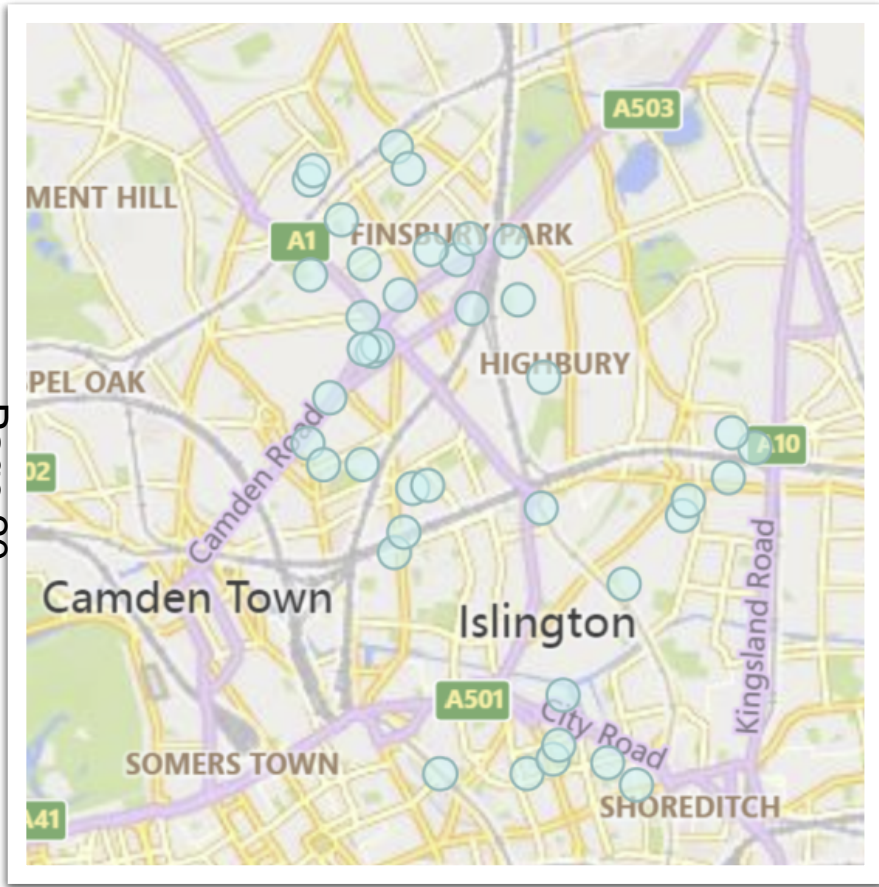 A503
MENT HILL
A1
FINSBURY PARK
HIGHBURY
PEL OAK
Camden Road
A10
02
Camden Town
Islington
Kingsland Road
A501
City Road
SOMERS TOWN
SHOREDITCH
A41